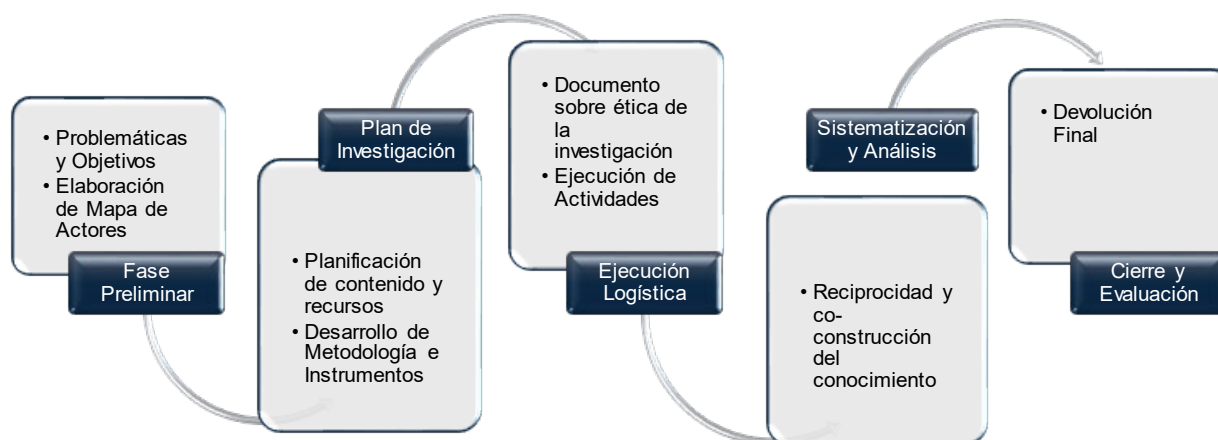 • Problemáticas
y Objetivos
• Elaboración
de Mapa de
Actores
Fase
Preliminar
Plan de
Investigación
• Planificación
de contenido y
recursos
• Desarrollo de
Metodología e
Instrumentos
• Documento
sobre ética de
la
investigación
• Ejecución de
Actividades
Ejecución
Logística
Sistematización
y Análisis
• Reciprocidad y
co-
construcción
del
conocimiento
• Devolución
Final
Cierre y
Evaluación